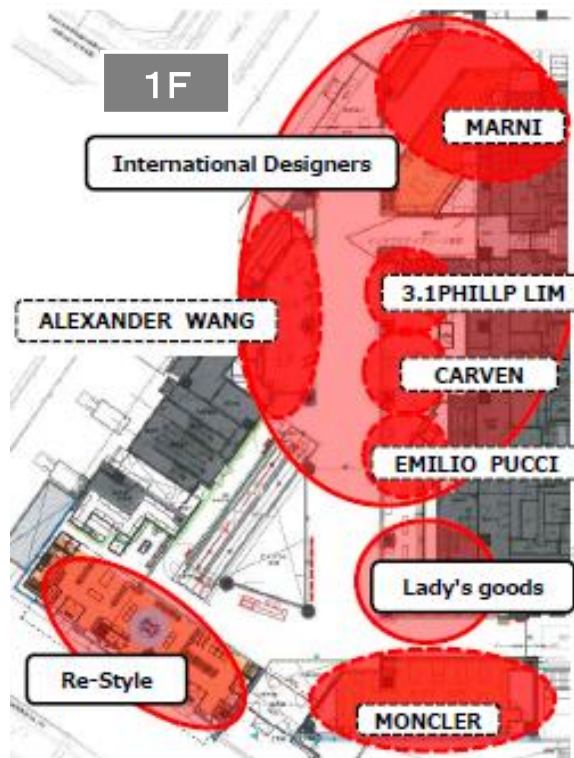 1F
MARNI
International Designers
3.1PHILLP LIM
ALEXANDER WANG
CARVEN
EMILIO PUCCI
Lady's goods
Re-Style
MONCLER